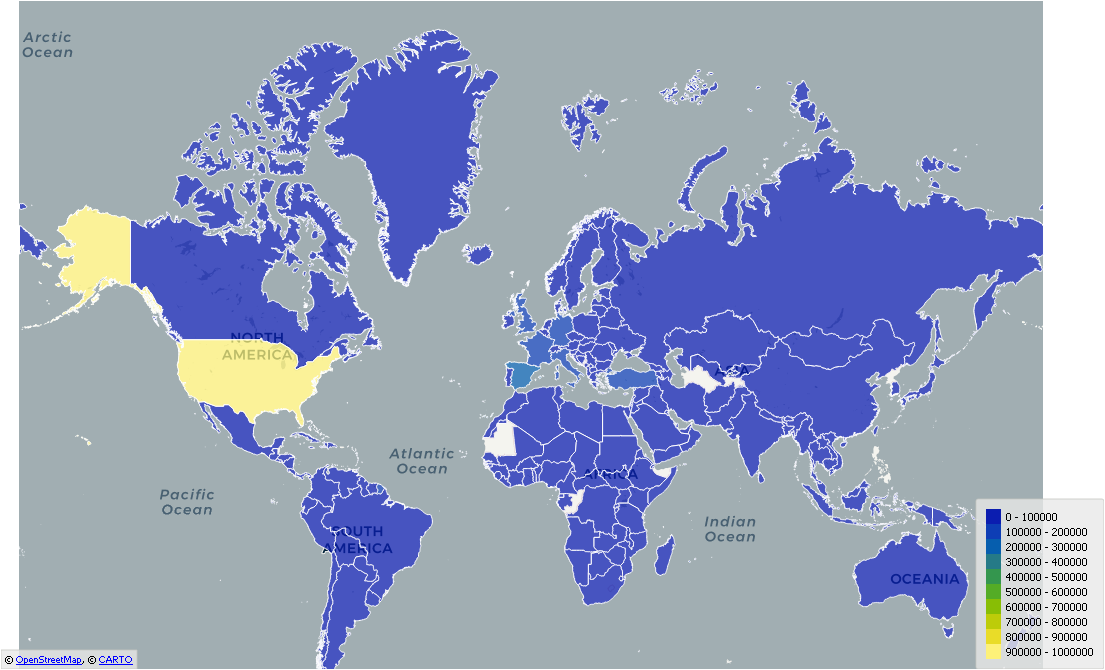 Arctic
Ocean
NORTH
AMERICA
ASIA
Atlantic
Ocean
AFRICA
Pacific
Ocean
Indian
Ocean
SOUTH
AMERICA
OCEANIA
0 - 100000
100000 - 200000
200000 - 300000
300000 - 400000
400000 - 500000
500000 - 600000
600000 - 700000
700000 - 800000
800000 - 900000
900000 - 1000000
© OpenStreetMap, © CARTO